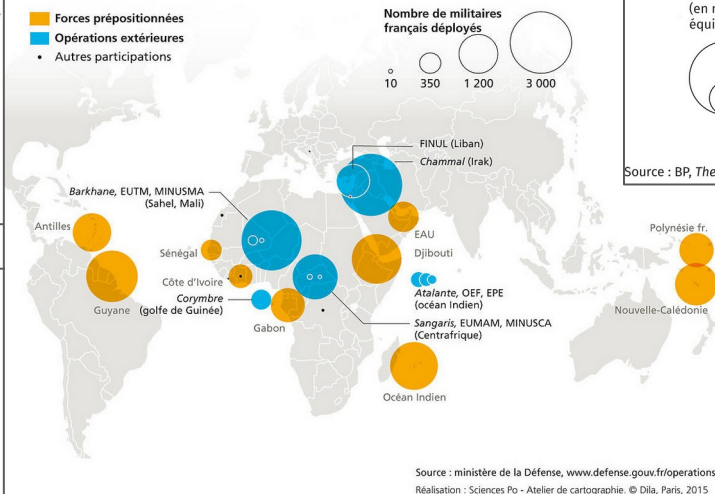 Forces prépositionnées
Opérations extérieures
Autres participations
Nombre de militaires
français déployés
10
350
1 200
3 000
(en
équi
Source : BP, The
FINUL (Liban)
Chammal (Irak)
Barkhane, EUTM, MINUSMA
(Sahel, Mali)
Antilles
Guyane
Sénégal
Côte d'Ivoire
Corymbre
(golfe de Guinée)
Gabon
EAU
Djibouti
Atalante, OEF, EPE
(océan Indien)
Sangaris, EUMAM, MINUSCA
(Centrafrique)
Océan Indien
Polynésie fr.
Nouvelle-Calédonie
Source : ministère de la Défense, www.defense.gouv.fr/operations
Réalisation : Sciences Po - Atelier de cartographie. © Dila, Paris, 2015